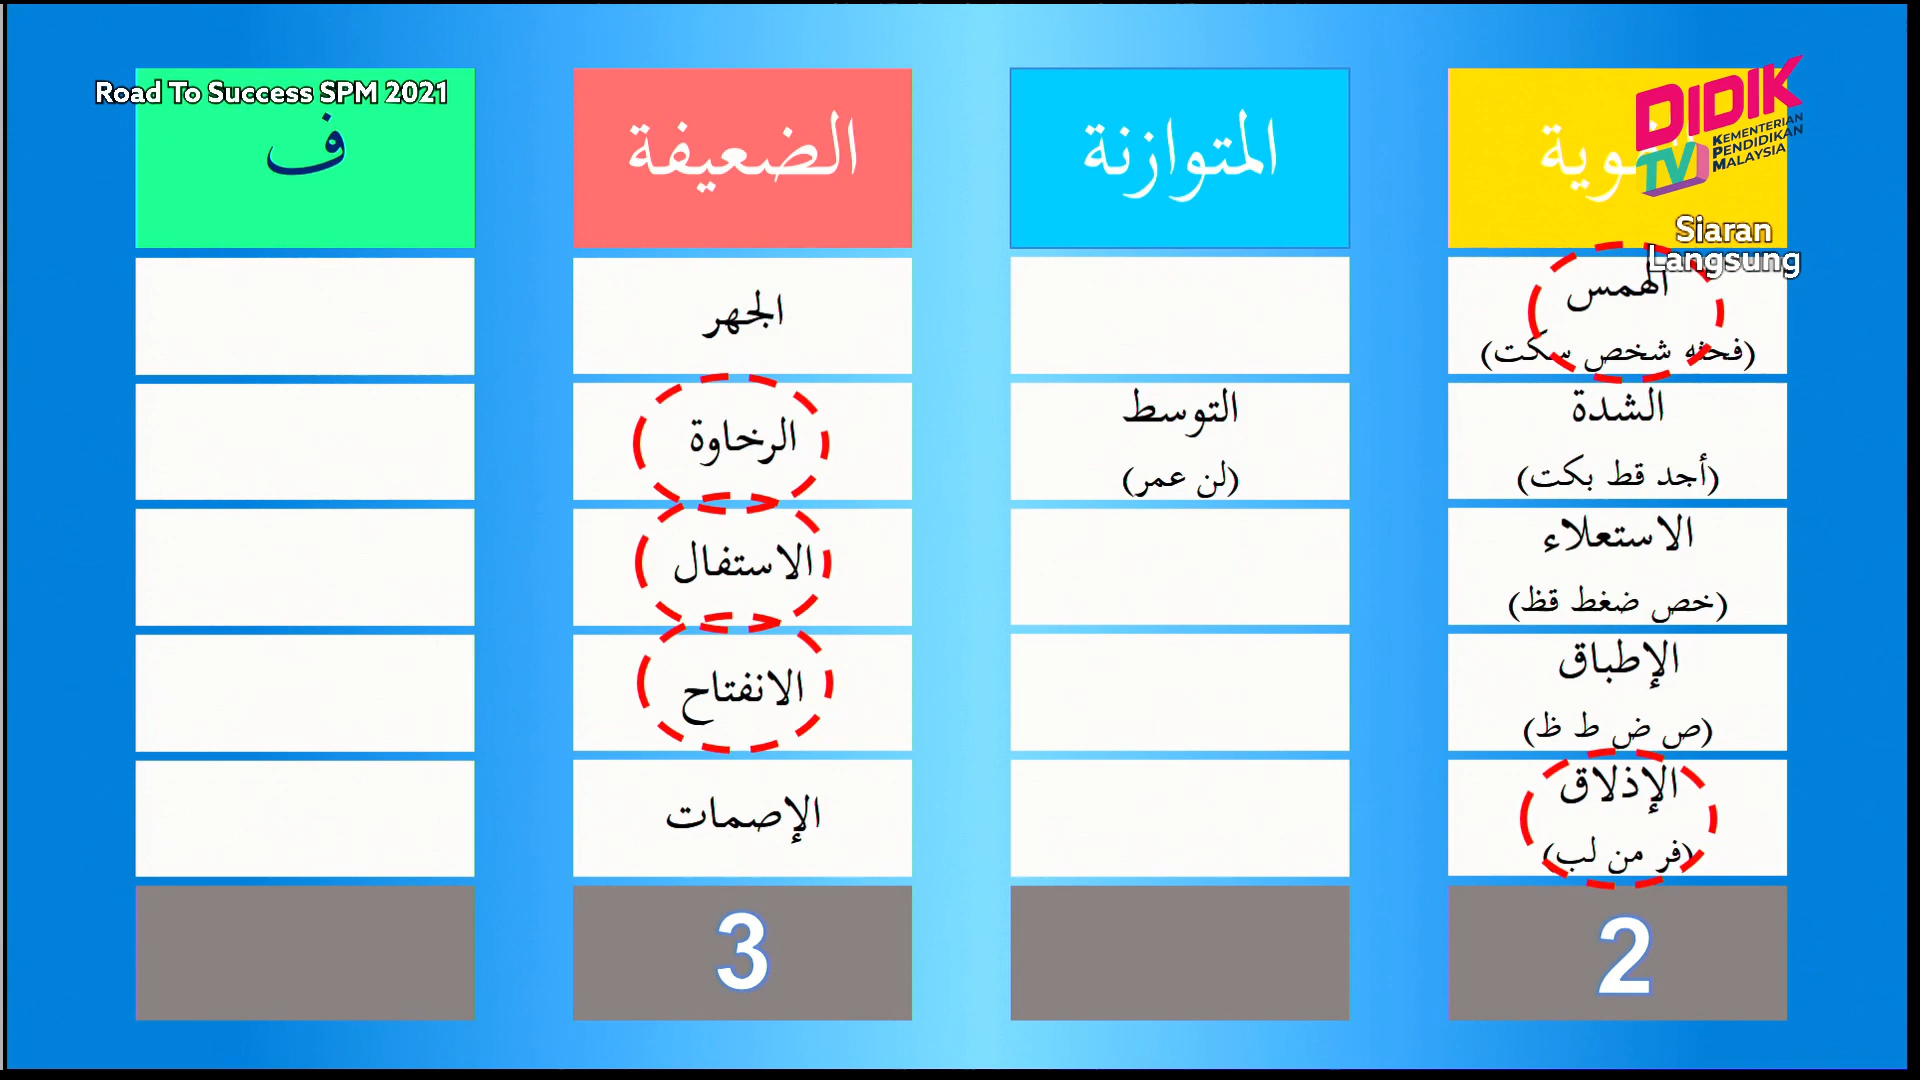 Road To Success SPM 2021
DIDIK
TV
KEMENTERIAN
PENDIDIKAN
MALAYSIA
Siaran
Langsung
المتوازنة
الضعيفة
ف
الهمس
(فحثه شخص سكت)
الجهر
الشدة
(أجد قط بكت)
التوسط
(لن عمر)
الرخاوة
الاستعلاء
(خص ضغط قظ)
الاستفال
الإطباق
(ص ض ط ظ)
الانفتاح
الإذلاق
(فر من لب)
الإصمات
2
3